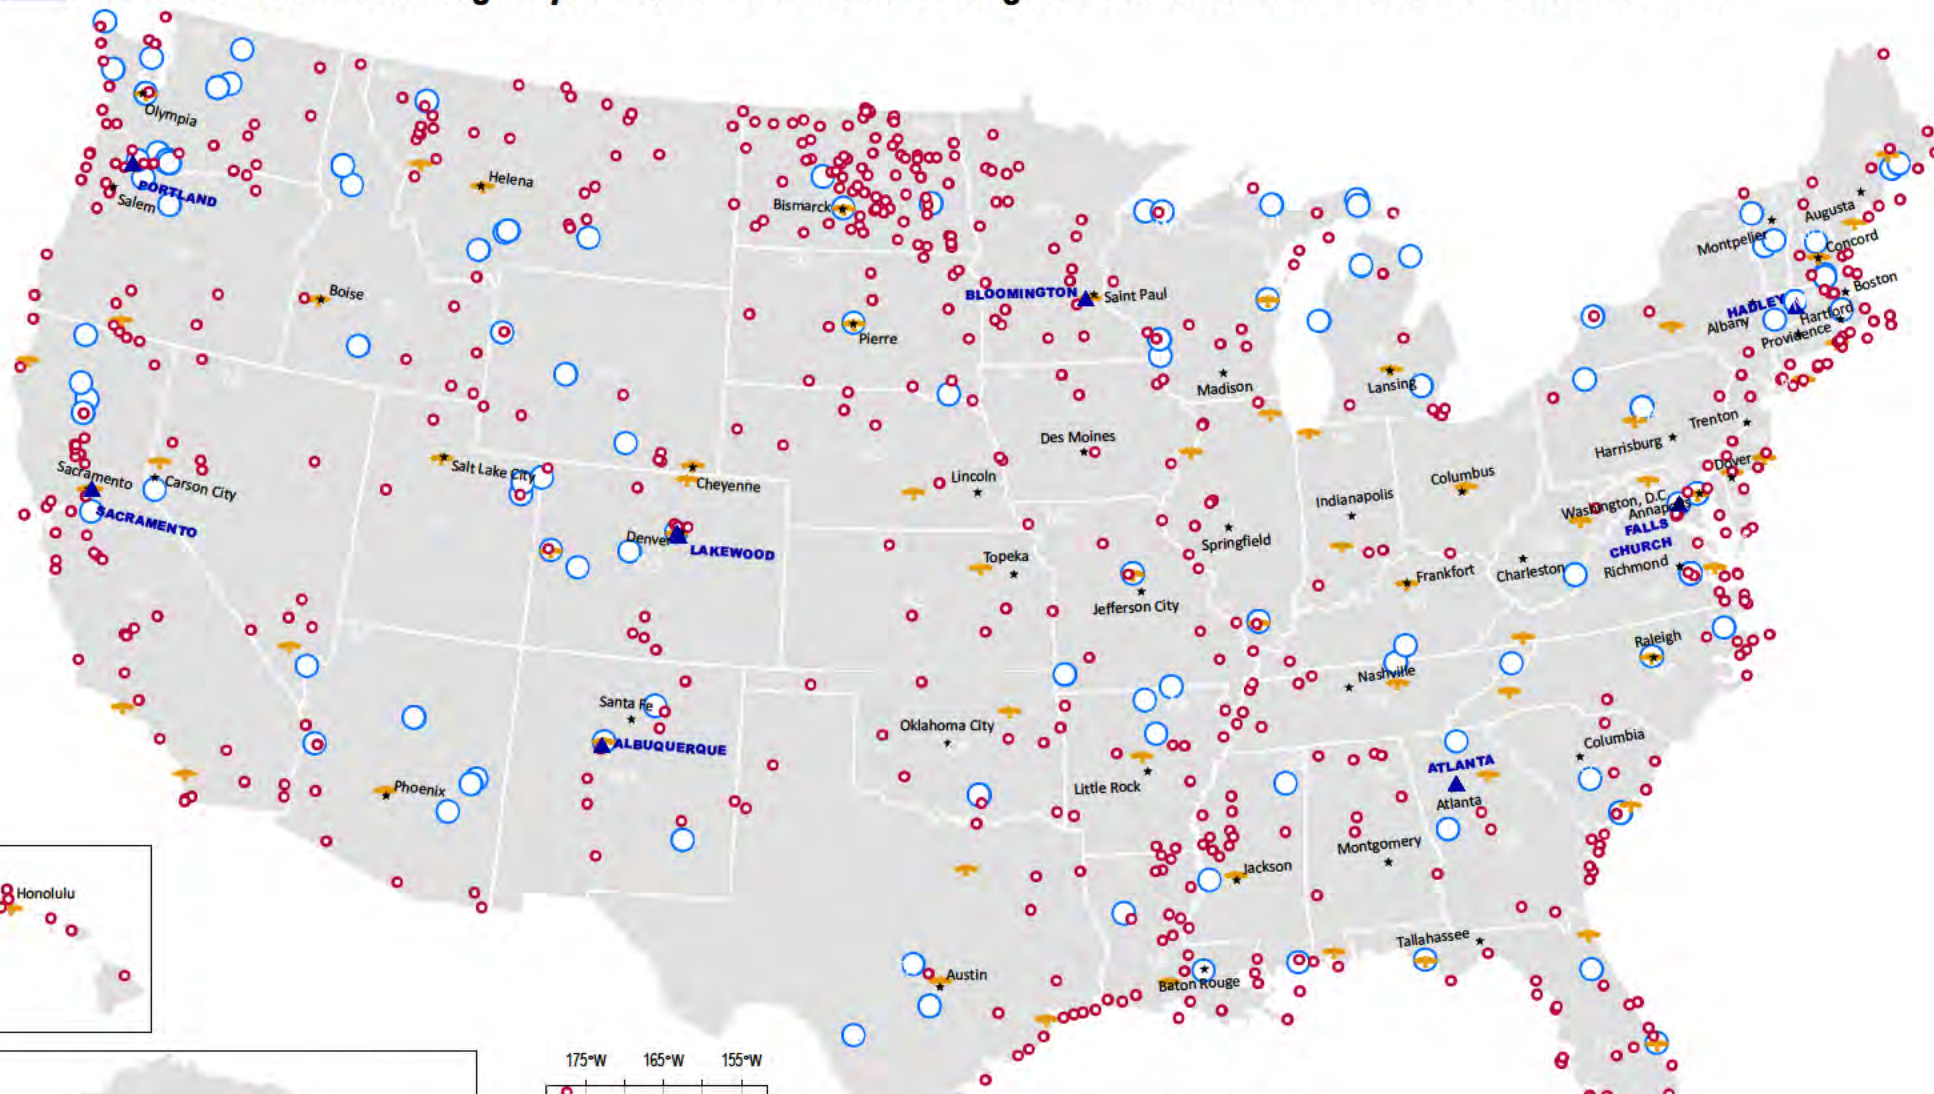 Olympia
PORTLAND
Salem
Helena
Bismarck
Boise
BLOOMINGTON
Saint Paul
Pierre
Madison
Lansing
Montpelier
Augusta
Concord
Boston
HADLEY
Albany
Hartford
Providence
Sacramento
Carson City
SACRAMENTO
Salt Lake City
Cheyenne
Denver
LAKEWOOD
Lincoln
Des Moines
Topeka
Jefferson City
Springfield
Indianapolis
Columbus
Frankfort
Charleston
Harrisburg
Trenton
Dover
Washington, D.C.
Annapolis
FALLS
CHURCH
Richmond
Raleigh
Nashville
Santa Fe
ALBUQUERQUE
Phoenix
Oklahoma City
Little Rock
Columbia
ATLANTA
Atlanta
Montgomery
Jackson
Tallahassee
Baton Rouge
Austin
Honolulu
175°W 165°W 155°W